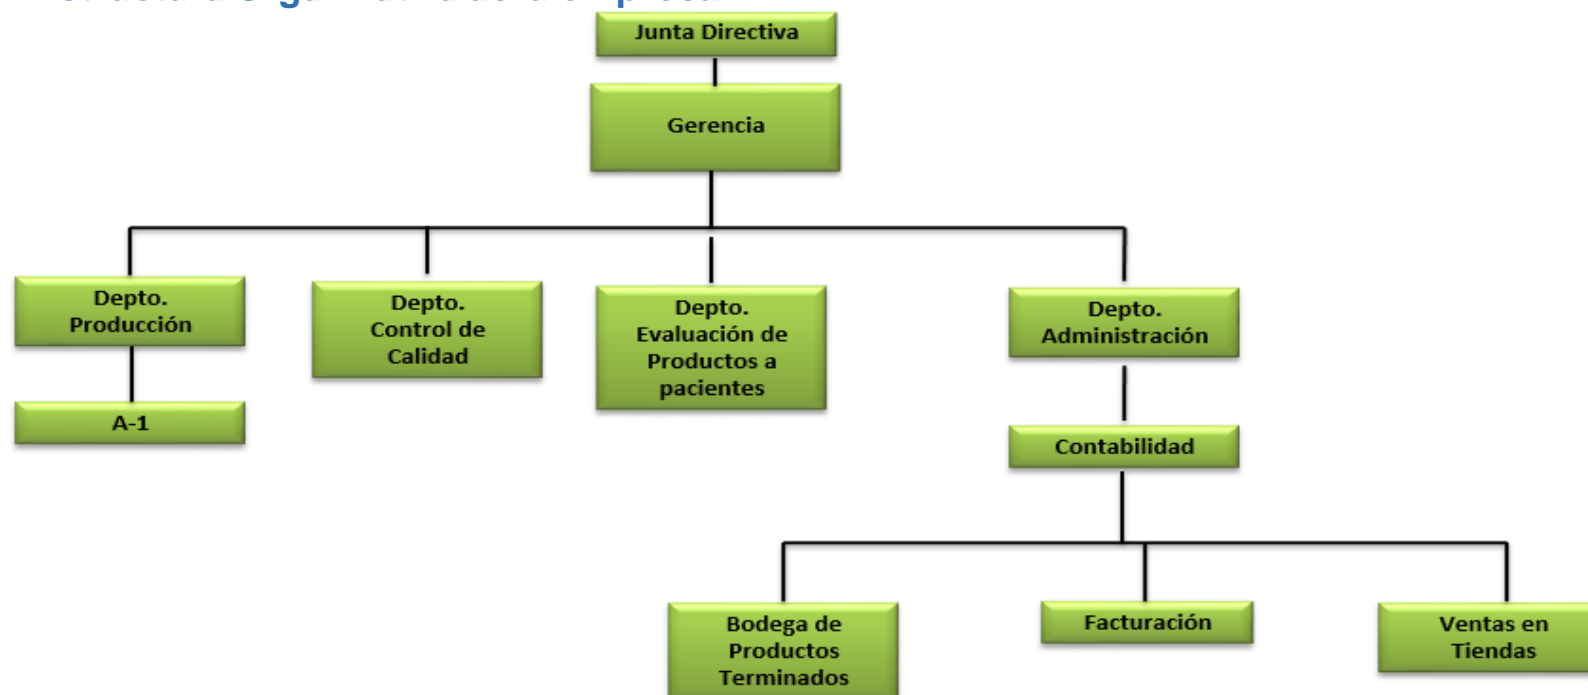 Junta Directiva
Gerencia
Depto.
Producción
Depto.
Control de
Calidad
Depto.
Evaluación de
Productos a
pacientes
Depto.
Administración
A-1
Contabilidad
Bodega de
Productos
Terminados
Facturación
Ventas en
Tiendas